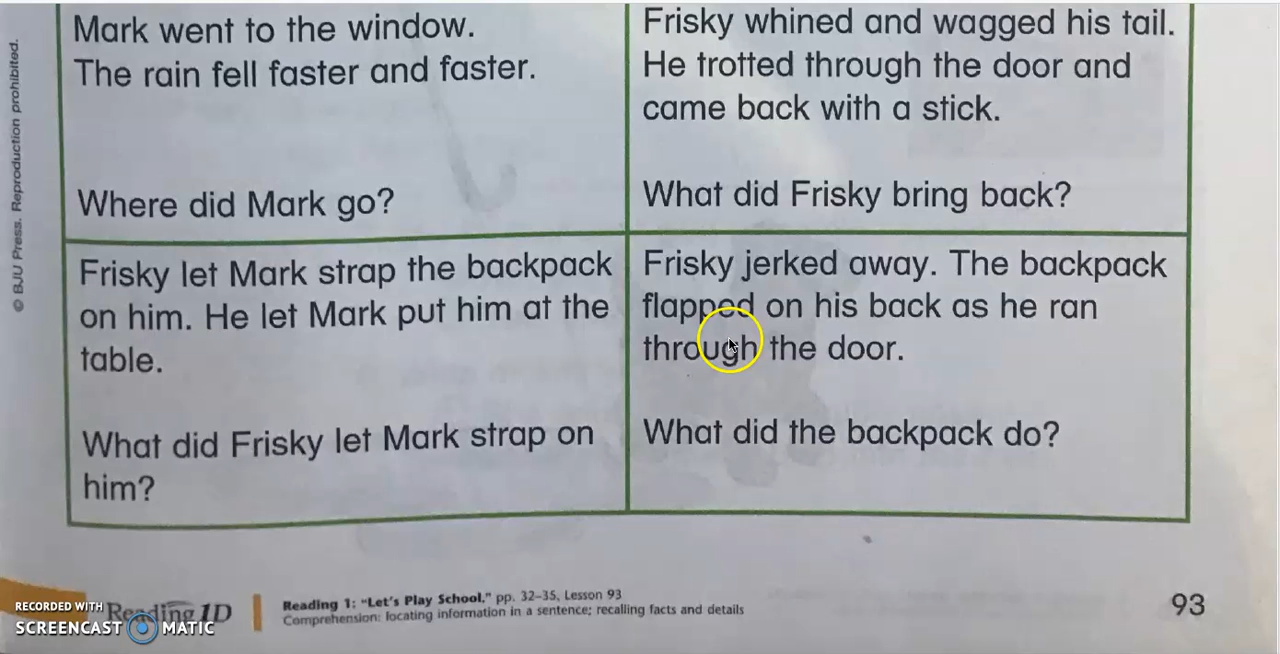 © BJU Press. Reproduction prohibited.
Mark went to the window.
The rain fell faster and faster.
Where did Mark go?
Frisky whined and wagged his tail.
He trotted through the door and
came back with a stick.
What did Frisky bring back?
Frisky let Mark strap the backpack
on him. He let Mark put him at the
table.
What did Frisky let Mark strap on
him?
Frisky jerked away. The backpack
flapped on his back as he ran
through the door.
What did the backpack do?
Reading 1D
Reading 1: “Let’s Play School,” pp. 32–35, Lesson 93
Comprehension: locating information in a sentence; recalling facts and details
93
RECORDED WITH
SCREENCAST MATIC